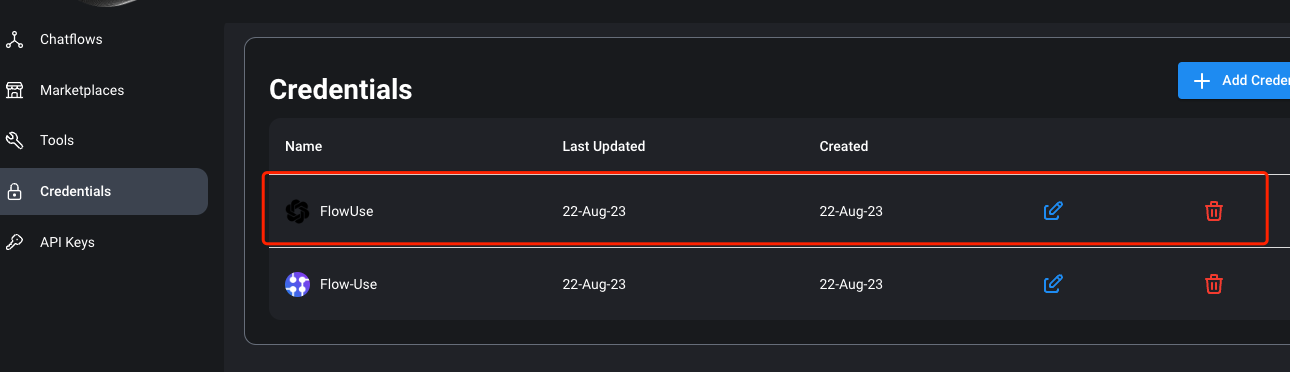 Chatflows
Marketplaces
Tools
Credentials
API Keys
Credentials
Add
Name Last Updated Created
FlowUse 22-Aug-23 22-Aug-23
Flow-Use 22-Aug-23 22-Aug-23